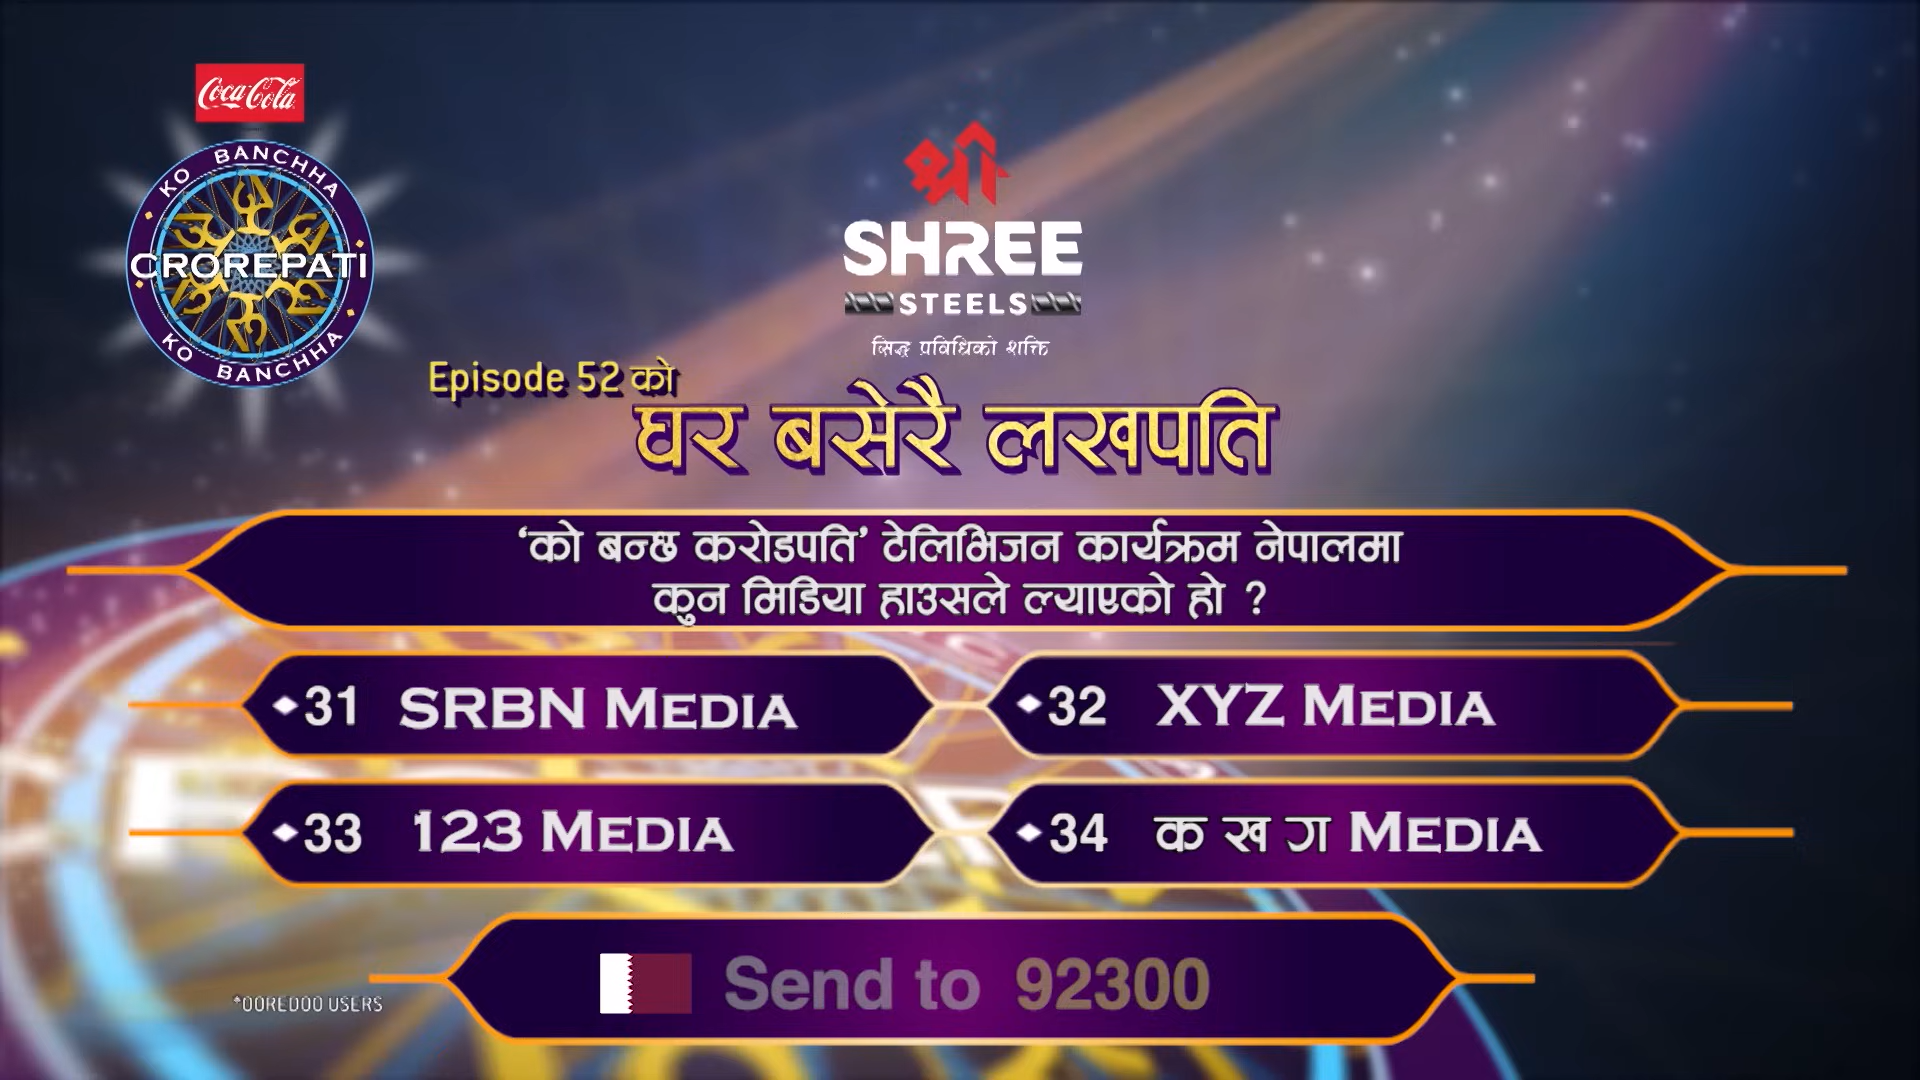 Coca-Cola
KO BANCHHA
CROREPATI
KO BANCHHA
श्री
SHREE
STEELS
सिद्ध प्रविधिको शक्ति
Episode 52 को
घर बसेरै लखपति
‘को बन्छ करोडपति’ टेलिभिजन कार्यक्रम नेपालमा
कुन मिडिया हाउसले ल्याएको हो ?
31 SRBN MEDIA
32 XYZ MEDIA
33 123 MEDIA
34 क ख ग MEDIA
Send to 92300
*OOREDOO USERS